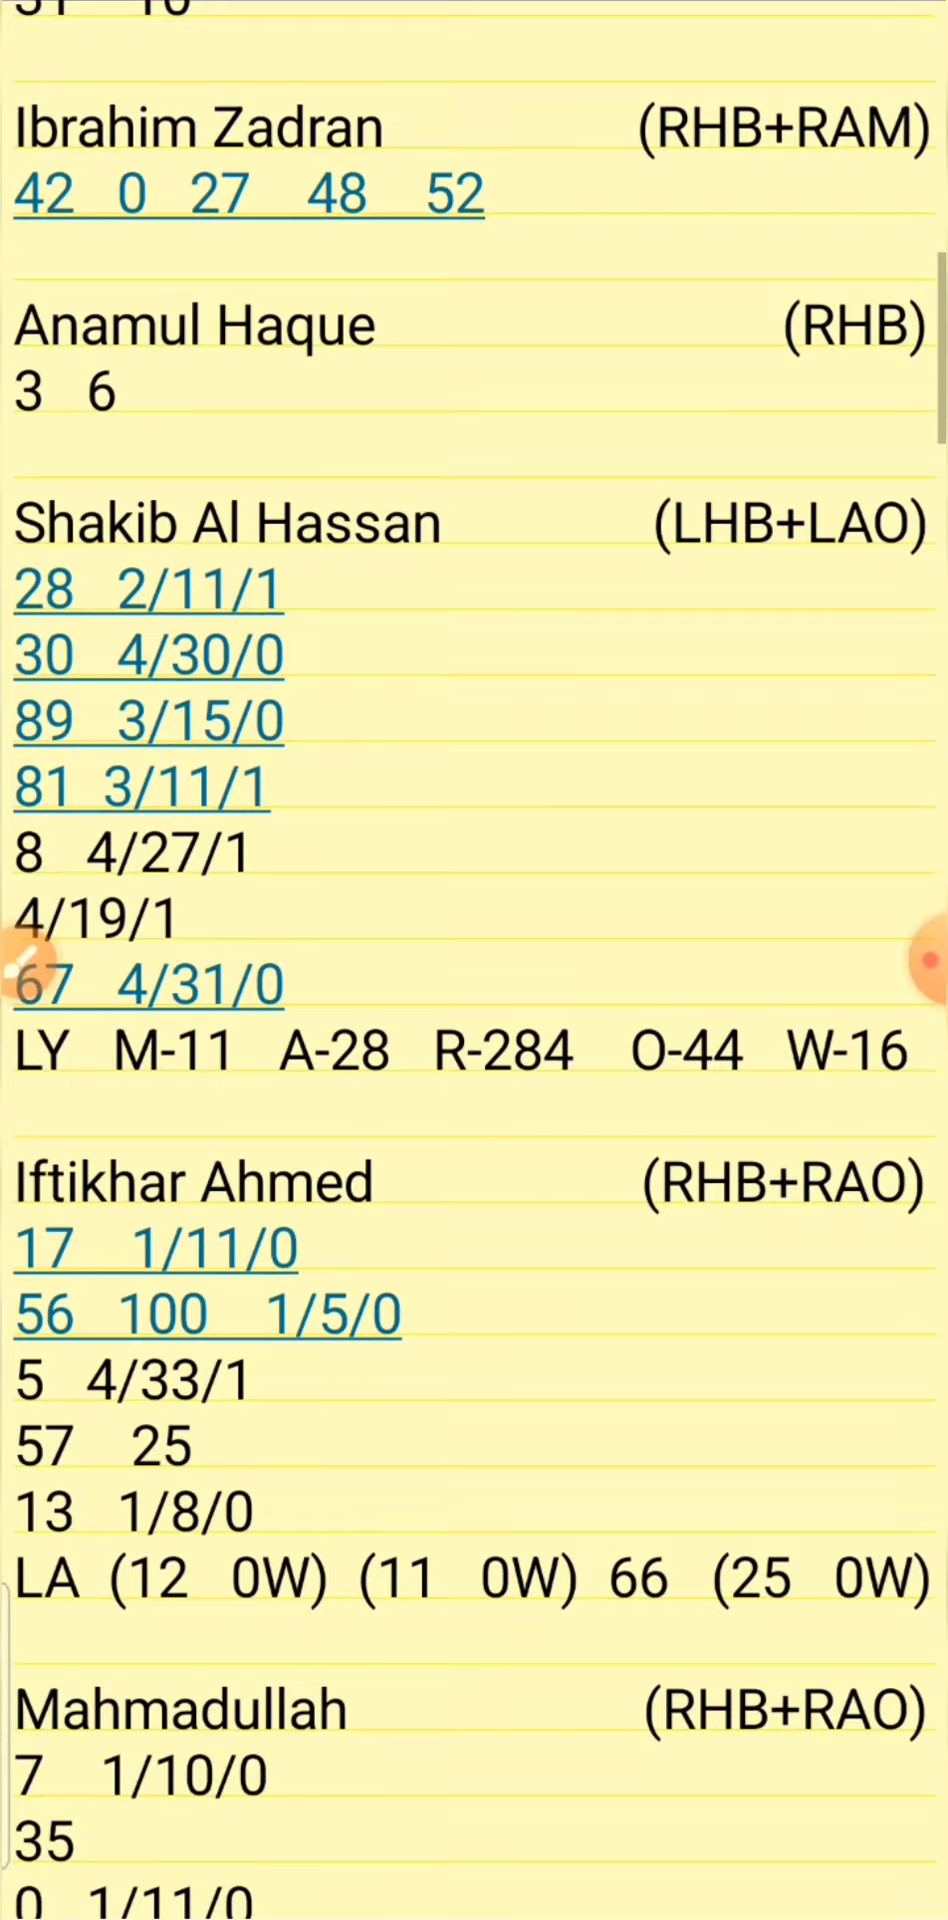 Ibrahim Zadran (RHB+RAM)
42 0 27 48 52
Anamul Haque (RHB)
3 6
Shakib Al Hassan (LHB+LAO)
28 2/11/1
30 4/30/0
89 3/15/0
81 3/11/1
8 4/27/1
4/19/1
67 4/31/0
LY M-11 A-28 R-284 O-44 W-16
Iftikhar Ahmed (RHB+RAO)
17 1/11/0
56 100 1/5/0
5 4/33/1
57 25
13 1/8/0
LA (12 0W) (11 0W) 66 (25 0W)
Mahmadullah (RHB+RAO)
7 1/10/0
35
0 1/11/0